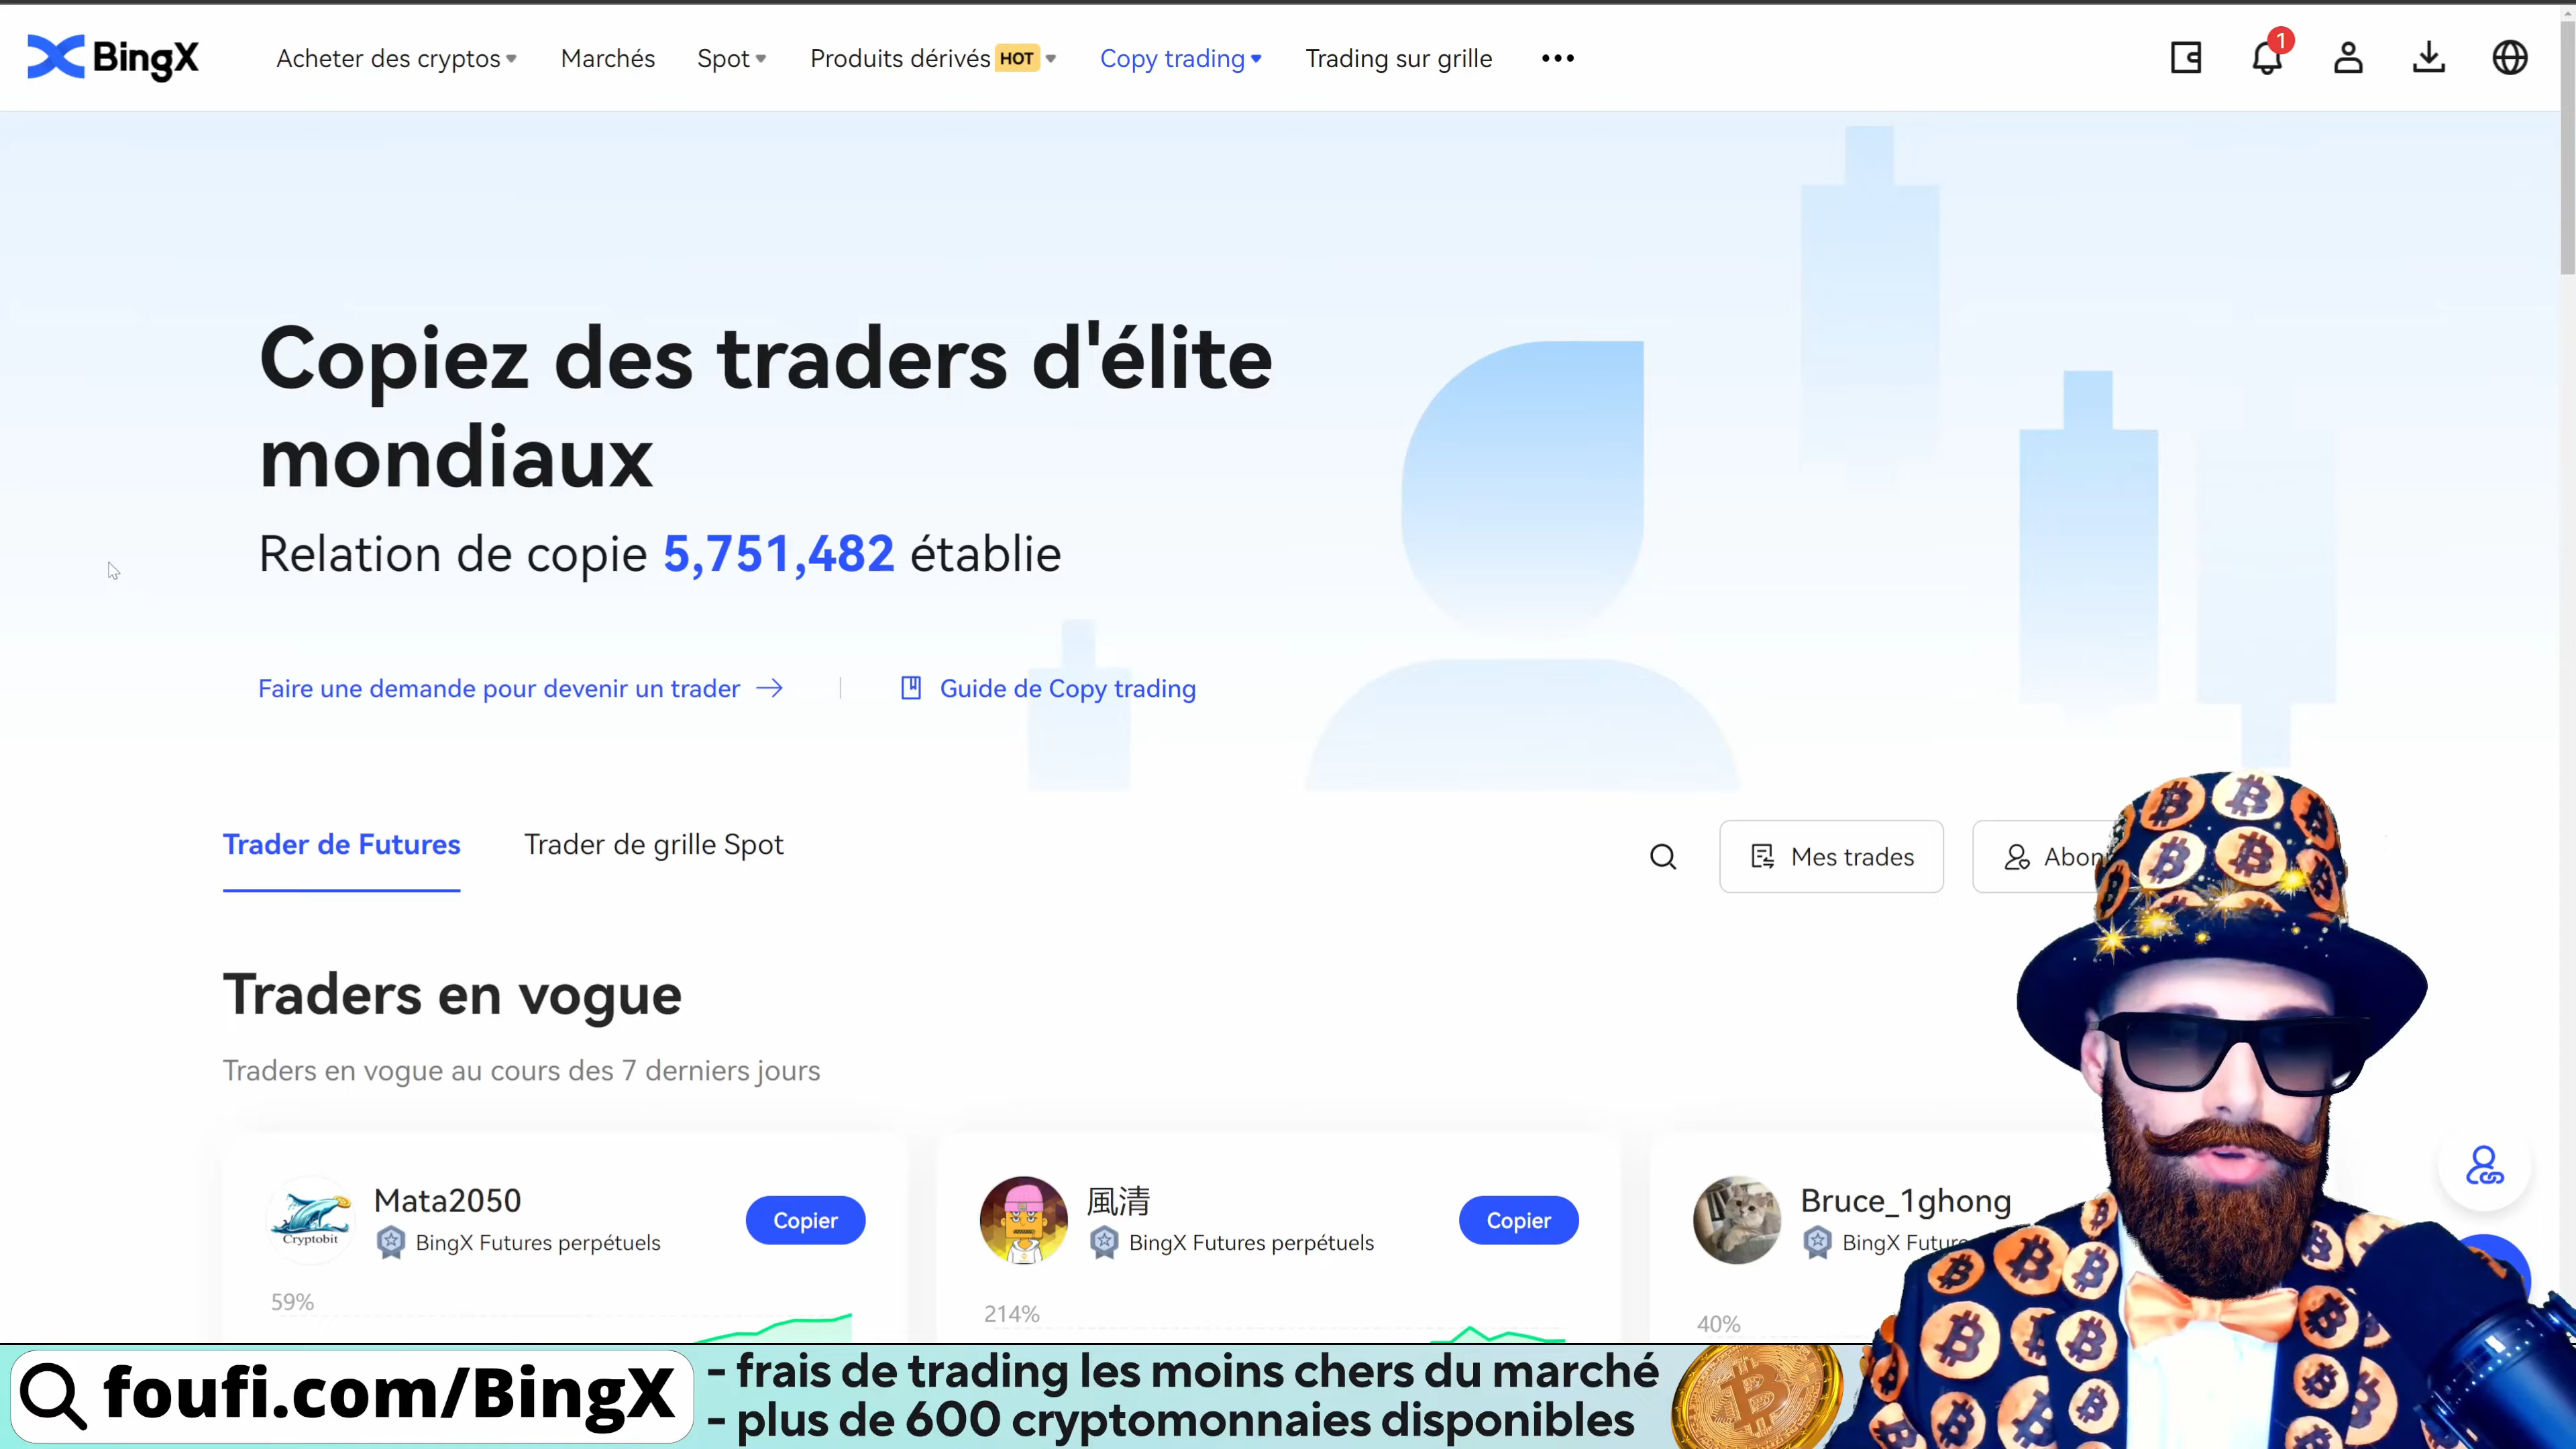 BingX
Acheter des cryptos
Marchés
Spot
Produits dérivés HOT
Copy trading
Trading sur grille
1
Copiez des traders d'élite
mondiaux
Relation de copie 5,751,482 établie
Faire une demande pour devenir un trader
Guide de Copy trading
Trader de Futures
Trader de grille Spot
Mes trades
Abon
Traders en vogue
Traders en vogue au cours des 7 derniers jours
Cryptobit
Mata2050
BingX Futures perpétuels
Copier
59%
風清
BingX Futures perpétuels
Copier
214%
Bruce_1ghong
BingX Future
40%
foufi.com/BingX
- frais de trading les moins chers du marché
- plus de 600 cryptomonnaies disponibles